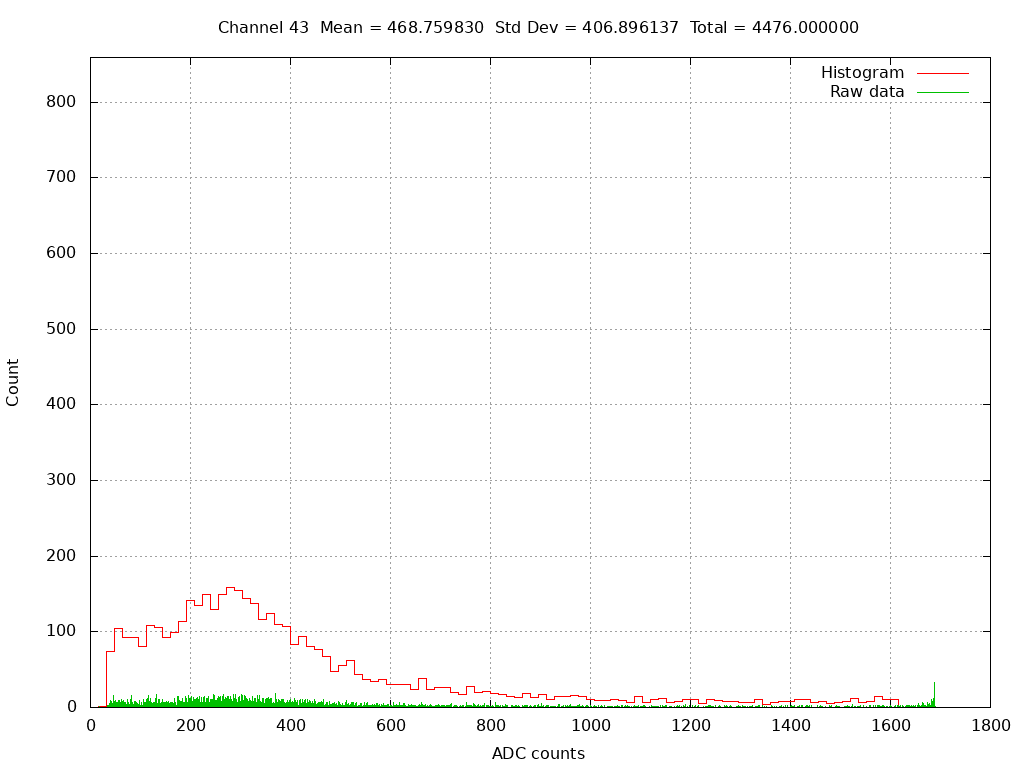 Channel 43  Mean = 468.759830  Std Dev = 406.896137  Total = 4476.000000
Histogram
Raw data
800
700
600
500
400
300
200
100
0
Count
0 200 400 600 800 1000 1200 1400 1600 1800
ADC counts